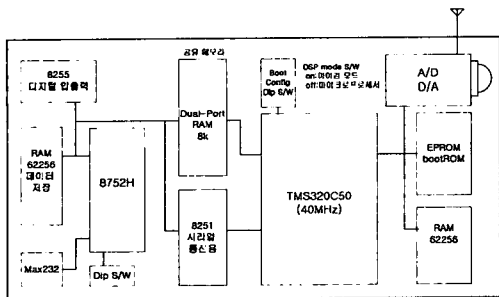 8255
디지털 입출력
RAM
62256
데이터
저장
Max232
8752H
Dip S/W
공유 메모리
Dual-Port
RAM
8k
8251
시리얼
통신용
Boot
Config
Dip S/W
DSP mode S/W
on:마이컴 모드
off:마이크로프로세서
TMS320C50
(40MHz)
A/D
D/A
EPROM
bootROM
RAM
62256